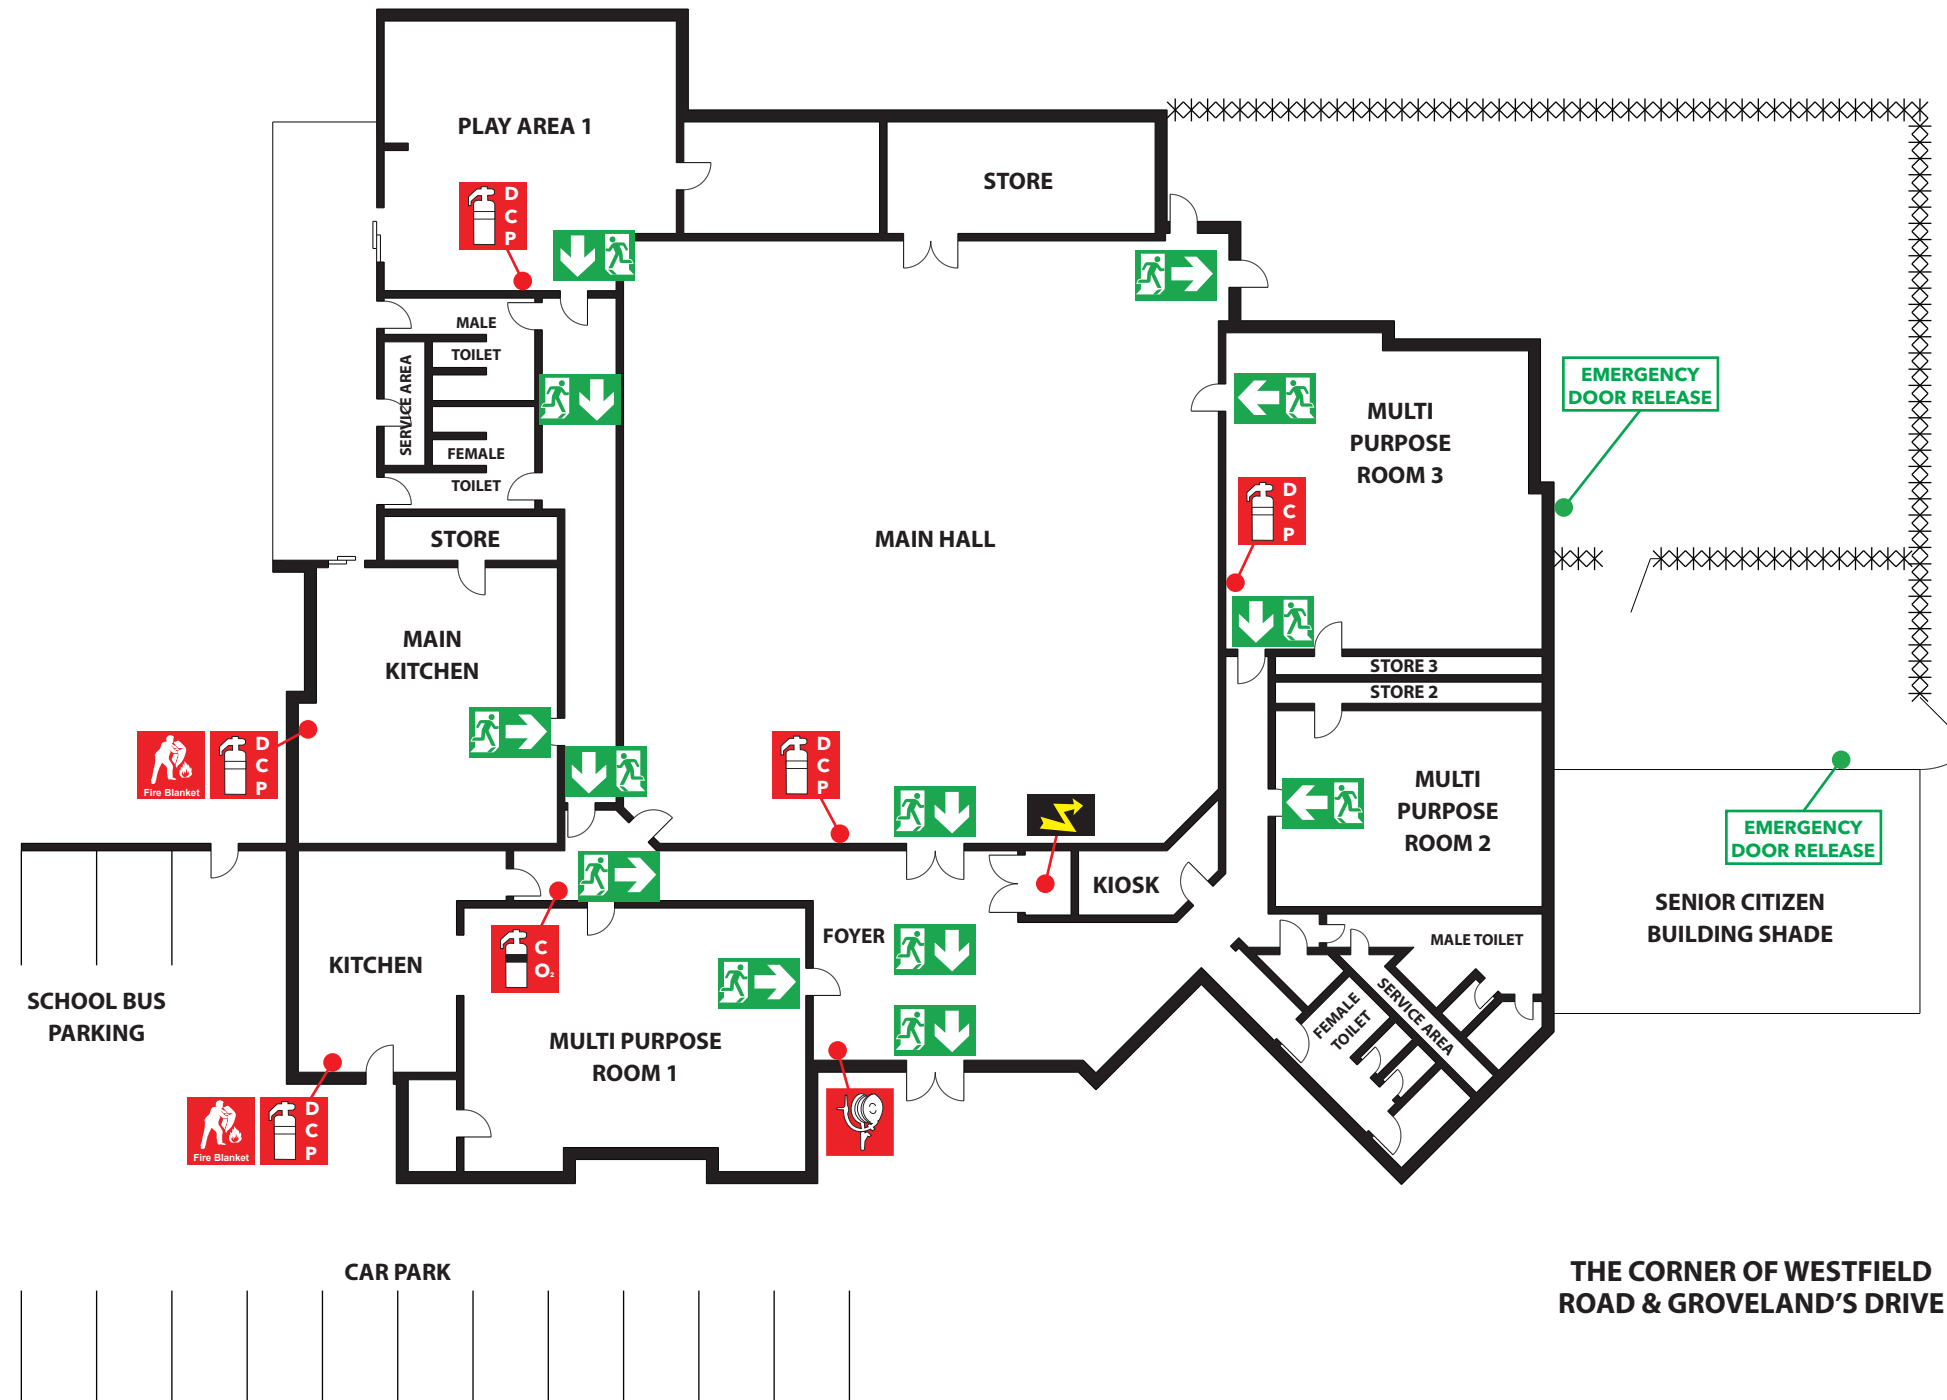 PLAY AREA 1
STORE
D
C
P
MALE
TOILET
SERVICE AREA
FEMALE
TOILET
STORE
MAIN HALL
MULTI
PURPOSE
ROOM 3
D
C
P
EMERGENCY
DOOR RELEASE
MAIN
KITCHEN
STORE 3
STORE 2
Fire Blanket
D
C
P
D
C
P
MULTI
PURPOSE
ROOM 2
EMERGENCY
DOOR RELEASE
KIOSK
SENIOR CITIZEN
BUILDING SHADE
FOYER
MALE TOILET
KITCHEN
C
O2
SERVICE AREA
FEMALE
TOILET
SCHOOL BUS
PARKING
MULTI PURPOSE
ROOM 1
Fire Blanket
D
C
P
CAR PARK
THE CORNER OF WESTFIELD
ROAD & GROVELAND'S DRIVE